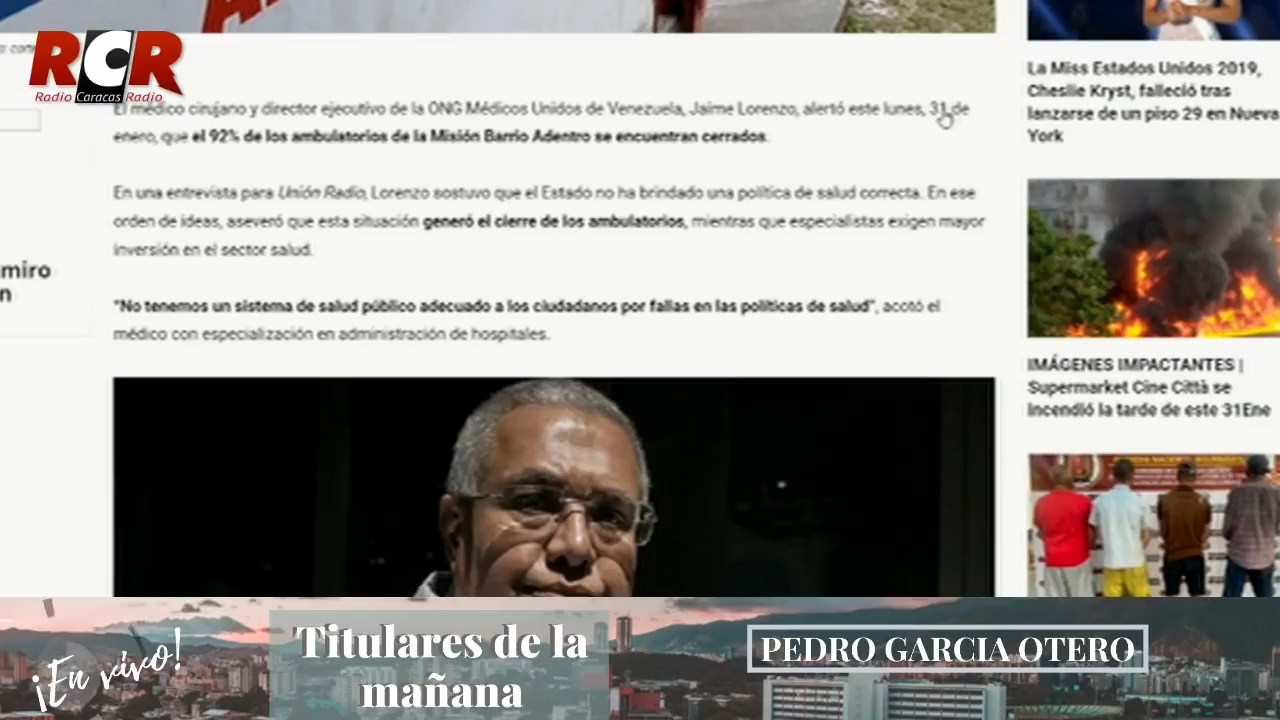 RCR
Radio Caracas Radio
El médico cirujano y director ejecutivo de la ONG Médicos Unidos de Venezuela, Jaime Lorenzo, alertó este lunes, 31 de
enero, que el 92% de los ambulatorios de la Misión Barrio Adentro se encuentran cerrados.
En una entrevista para Unión Radio, Lorenzo sostuvo que el Estado no ha brindado una política de salud correcta. En ese
orden de ideas, aseveró que esta situación generó el cierre de los ambulatorios, mientras que especialistas exigen mayor
inversión en el sector salud.
"No tenemos un sistema de salud público adecuado a los ciudadanos por fallas en las políticas de salud", acotó el
médico con especialización en administración de hospitales.
miro
n
La Miss Estados Unidos 2019,
Cheslie Kryst, falleció tras
lanzarse de un piso 29 en Nueva
York
IMÁGENES IMPACTANTES |
Supermarket Cine Città se
incendió la tarde de este 31Ene
¡En vivo!
Titulares de la
mañana
PEDRO GARCIA OTERO